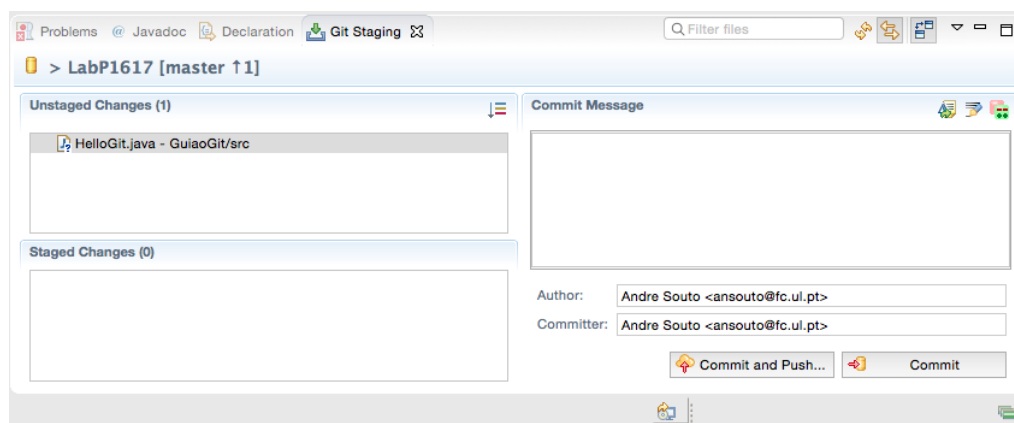 Problems @ Javadoc Declaration Git Staging
Filter files
> LabP1617 [master ↑1]
Unstaged Changes (1)
HelloGit.java - GuiaoGit/src
Staged Changes (0)
Commit Message
Author: Andre Souto <ansouto@fc.ul.pt>
Committer: Andre Souto <ansouto@fc.ul.pt>
Commit and Push... Commit